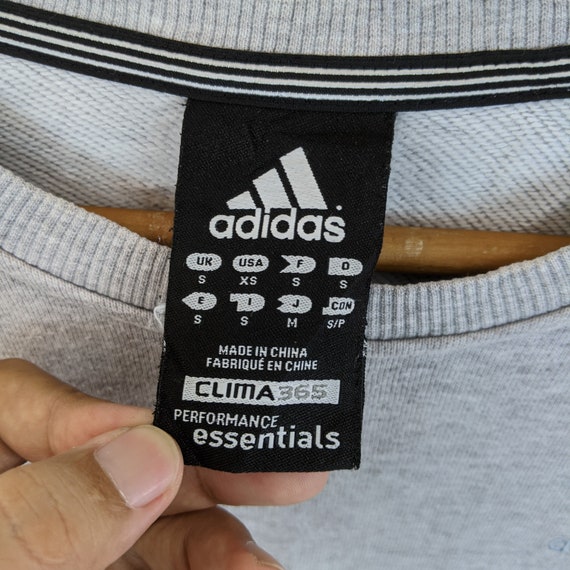 adidas
UK USA F D
S XS S S
E I J CON
S S M S/P
MADE IN CHINA
FABRIQUÉ EN CHINE
CLIMA365
PERFORMANCE
essentials